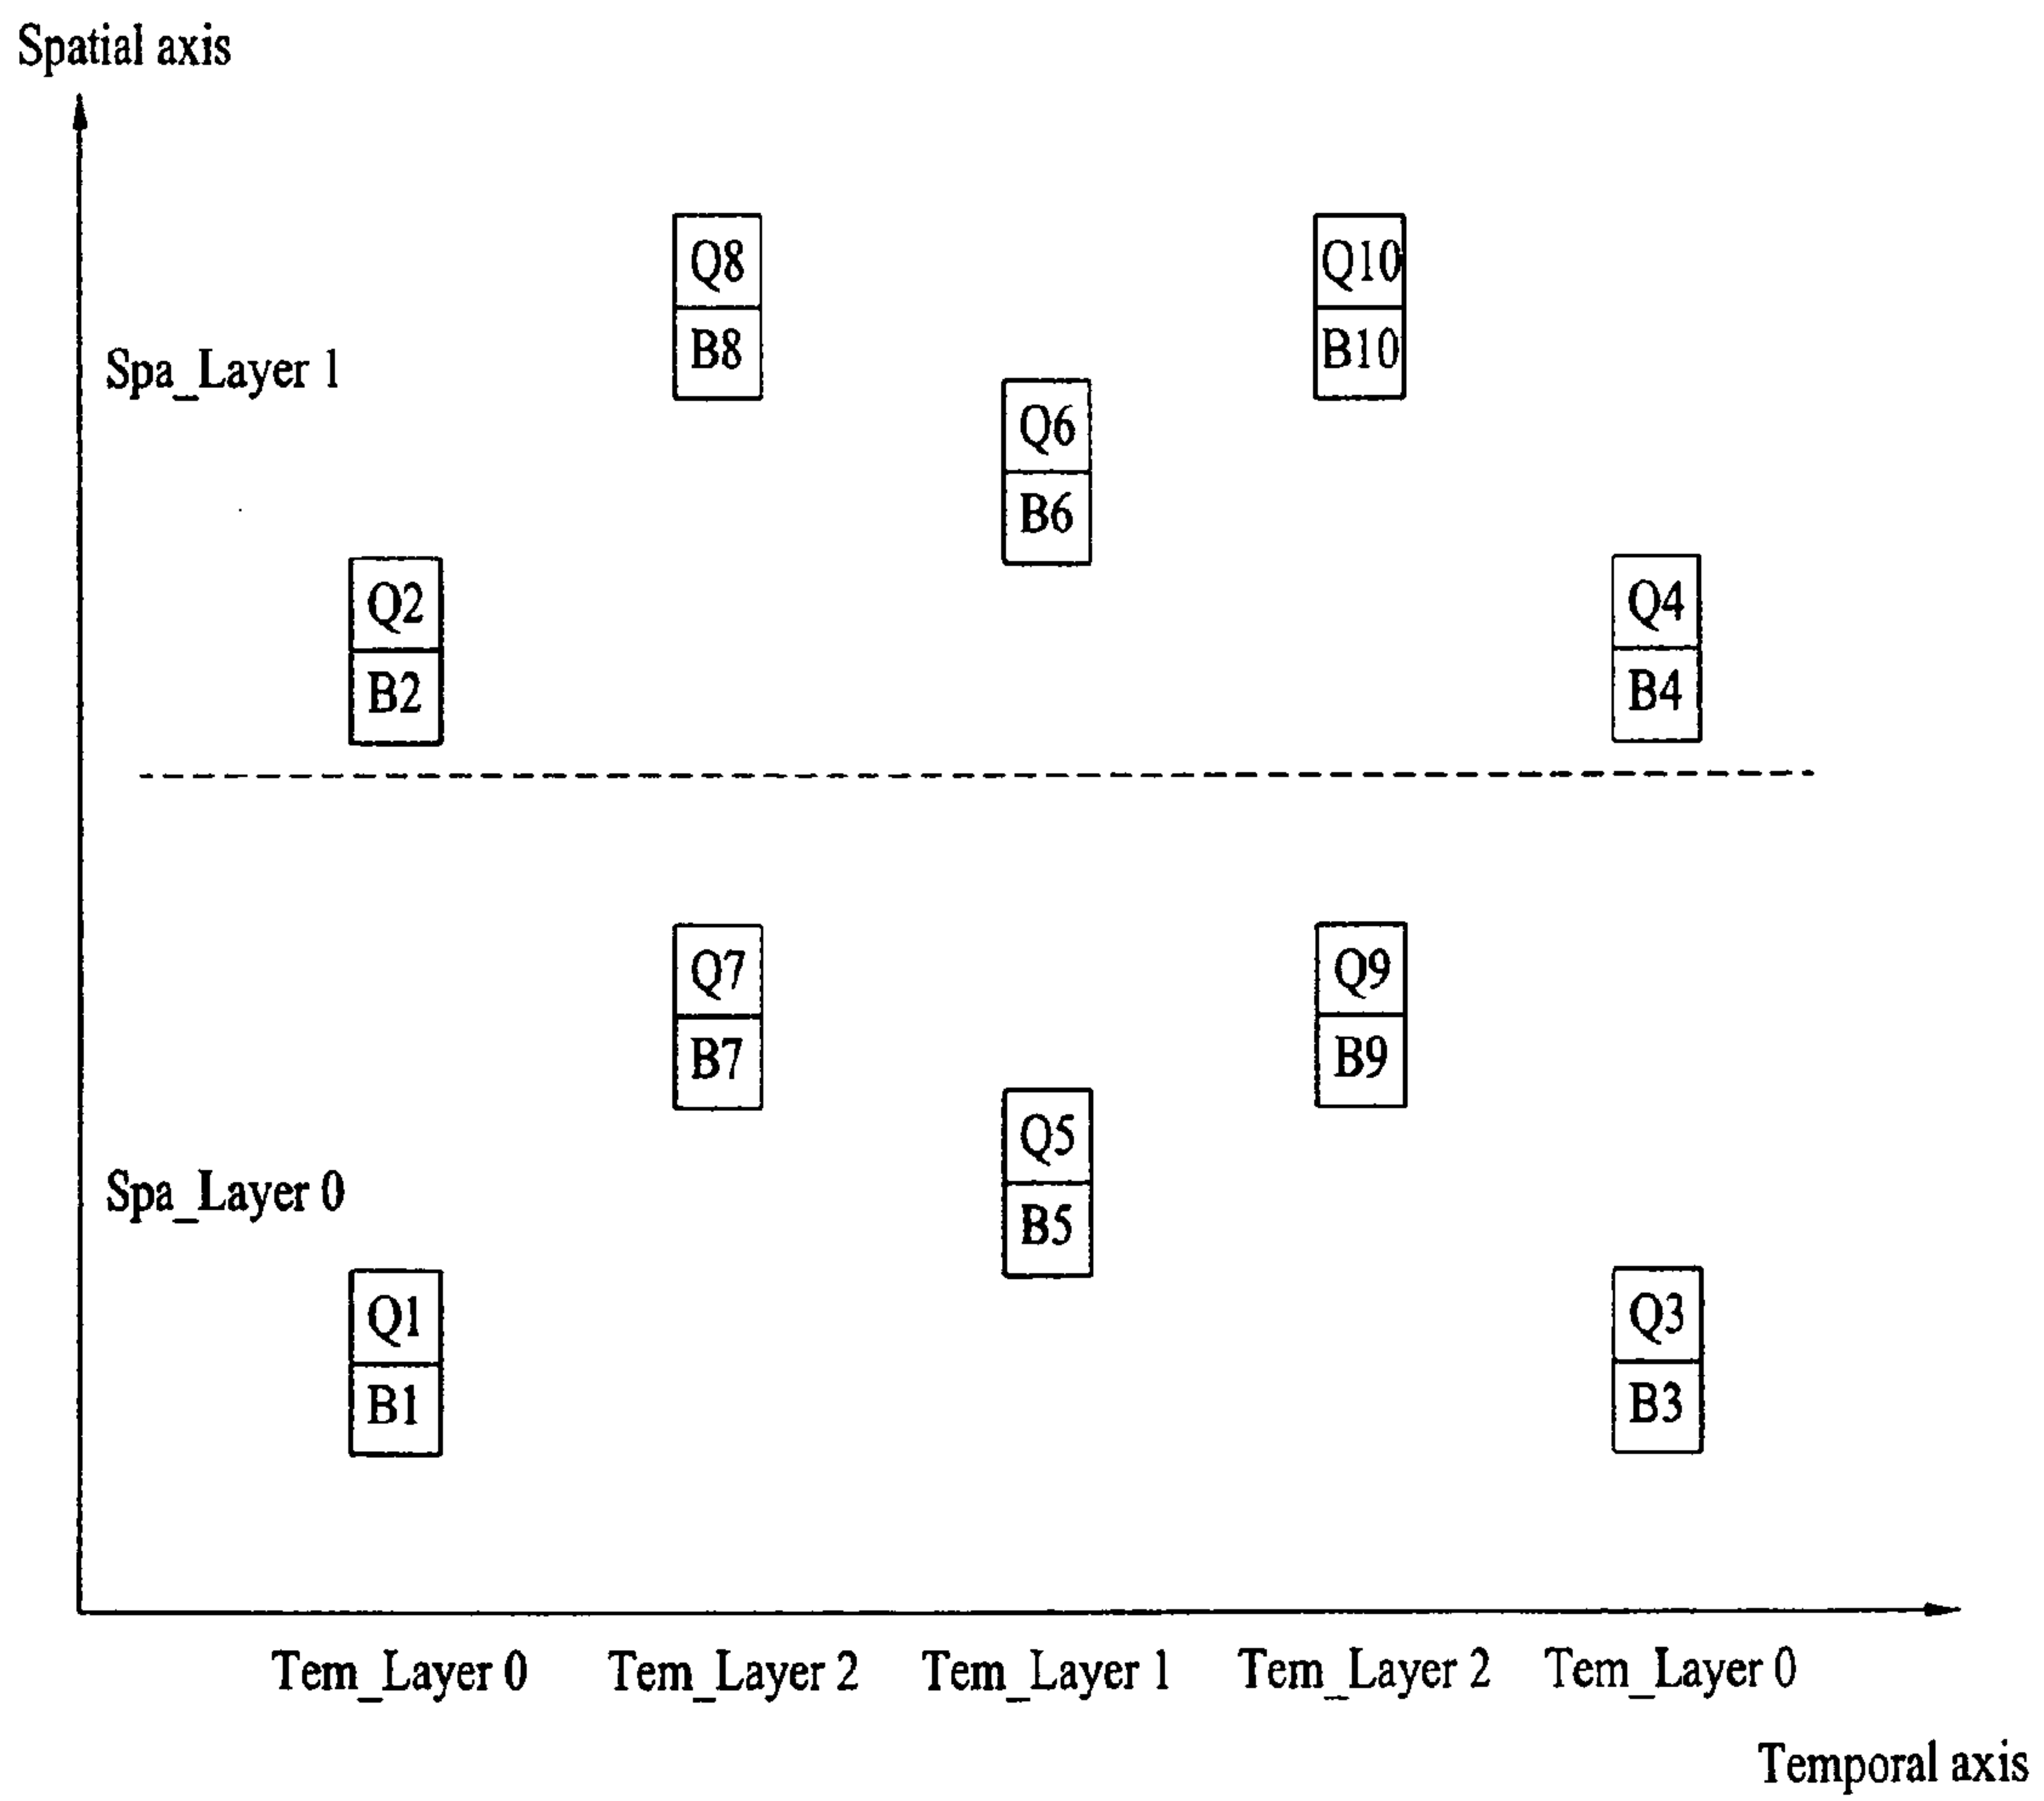 Spatial axis
Q8
Q10
B8
B10
Spa_Layer 1
Q6
B6
Q2
Q4
B2
B4
Q7
Q9
B7
B9
Q5
Spa_Layer 0
B5
Q1
Q3
B1
B3
Tem_Layer 0
Tem_Layer 2
Tem_Layer 1
Tem_Layer 2
Tem_Layer 0
Temporal axis